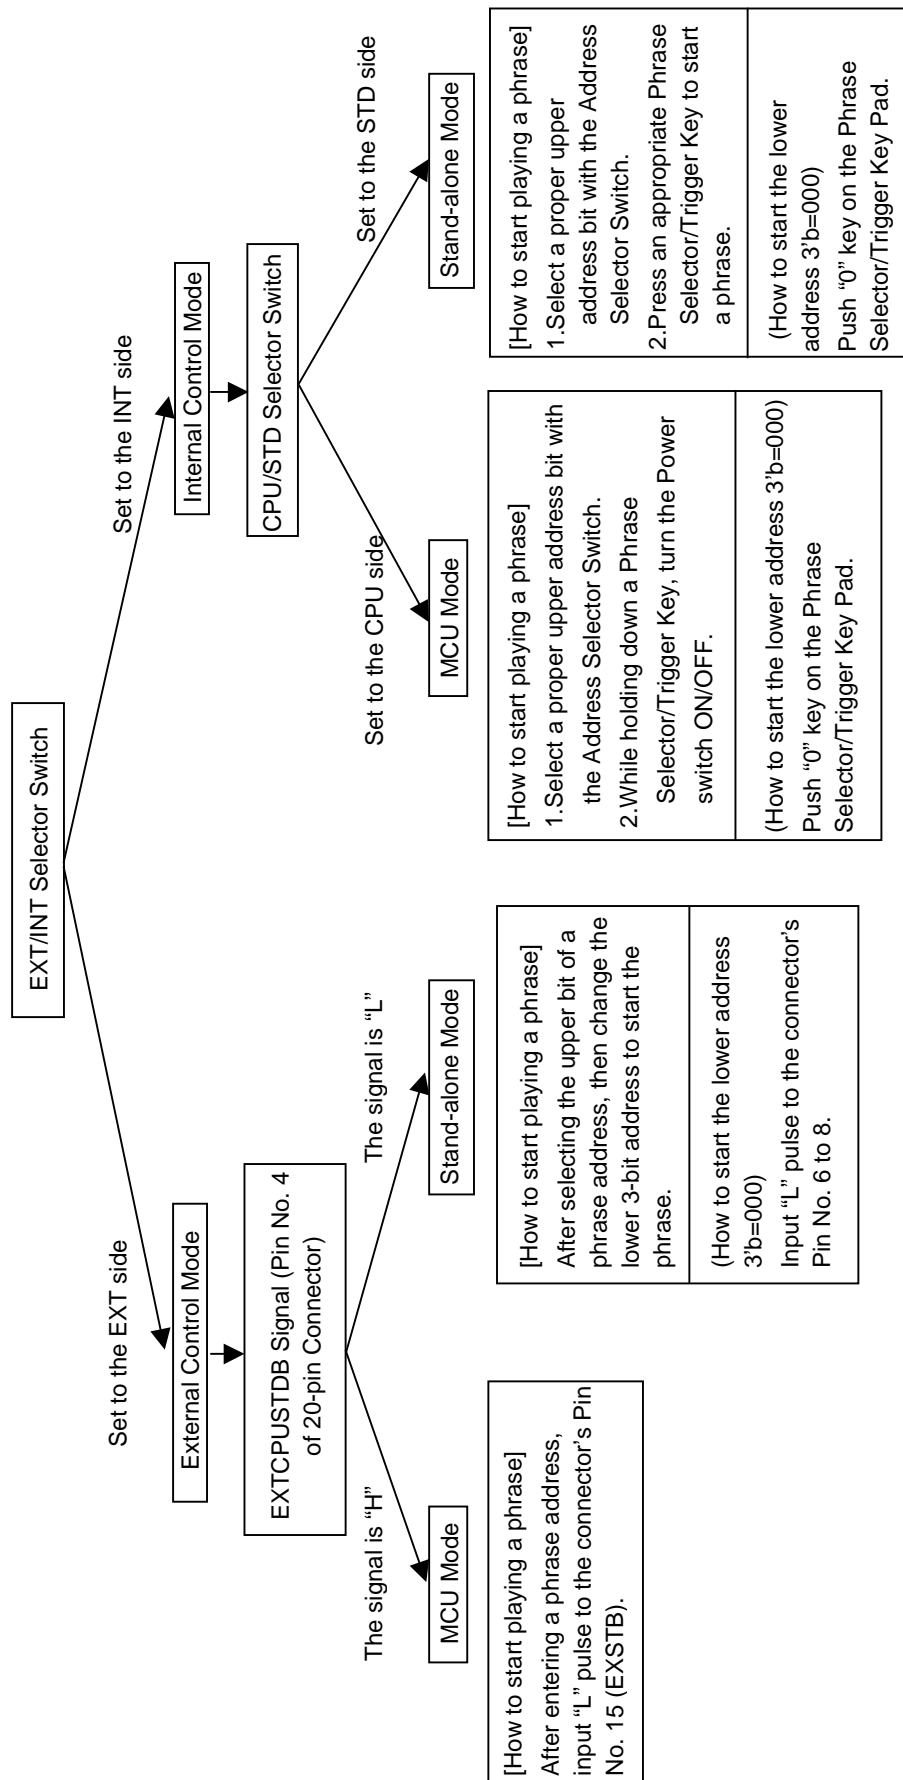 EXT/INT Selector Switch
Set to the EXT side
Set to the INT side
External Control Mode
Internal Control Mode
EXTCPUSTDB Signal (Pin No. 4
of 20-pin Connector)
CPU/STD Selector Switch
The signal is “H”
The signal is “L”
Set to the CPU side
Set to the STD side
MCU Mode
Stand-alone Mode
MCU Mode
Stand-alone Mode
[How to start playing a phrase]
After entering a phrase address,
input “L” pulse to the connector’s Pin
No. 15 (EXSTB).
[How to start playing a phrase]
After selecting the upper bit of a
phrase address, then change the
lower 3-bit address to start the
phrase.
(How to start the lower address
3’b=000)
Input “L” pulse to the connector’s
Pin No. 6 to 8.
[How to start playing a phrase]
1.Select a proper upper address bit with
the Address Selector Switch.
2.While holding down a Phrase
Selector/Trigger Key, turn the Power
switch ON/OFF.
(How to start the lower address 3’b=000)
Push “0” key on the Phrase
Selector/Trigger Key Pad.
[How to start playing a phrase]
1.Select a proper upper
address bit with the Address
Selector Switch.
2.Press an appropriate Phrase
Selector/Trigger Key to start
a phrase.
(How to start the lower
address 3’b=000)
Push “0” key on the Phrase
Selector/Trigger Key Pad.